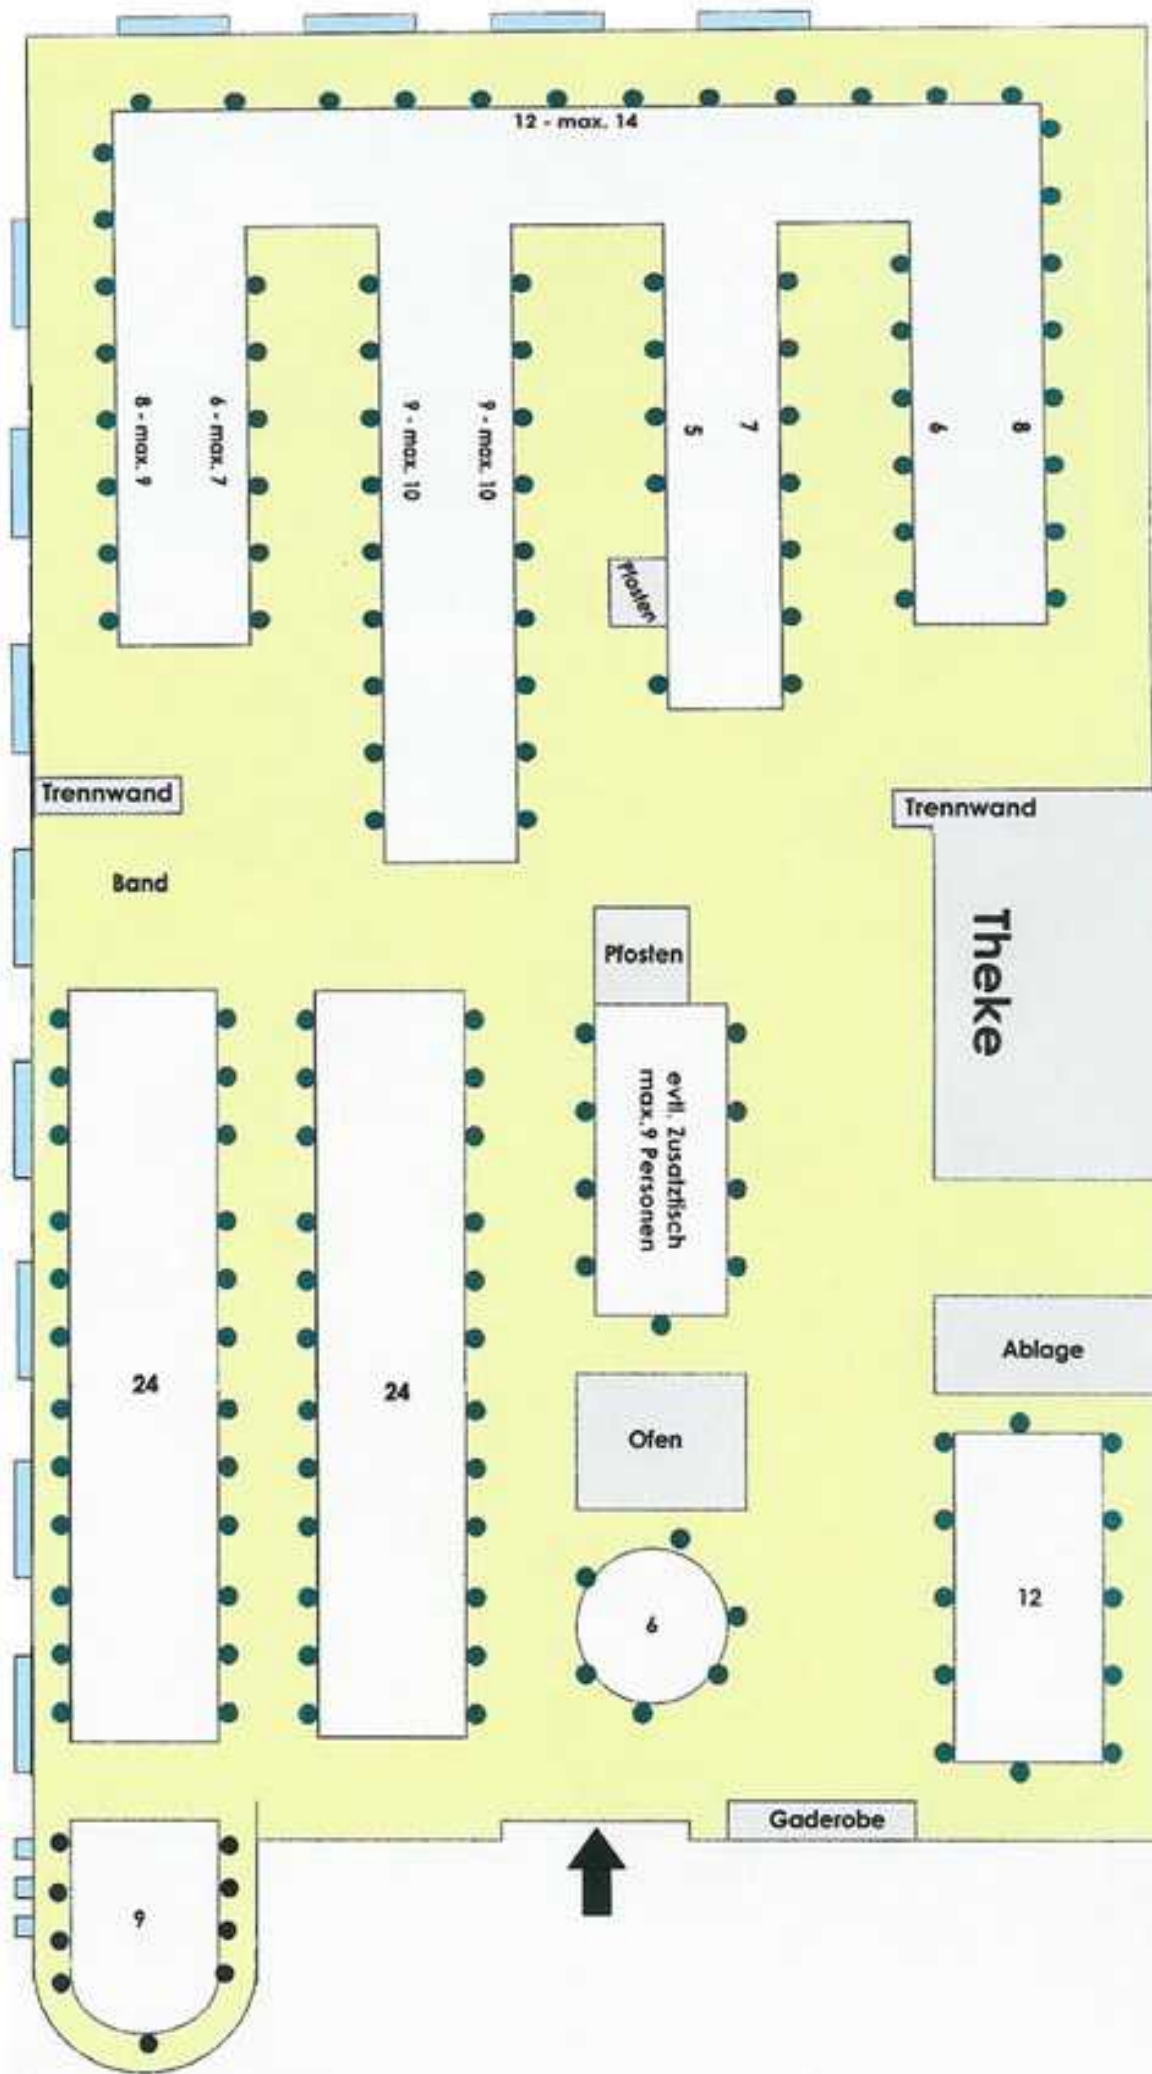 12 - max. 14
8 - max. 9
6 - max. 7
9 - max. 10
9 - max. 10
5
7
6
8
Pfosten
Trennwand
Trennwand
Band
Theke
Pfosten
evtl. Zusatztisch
max. 9 Personen
24
24
Ablage
Ofen
6
12
Gaderobe
9